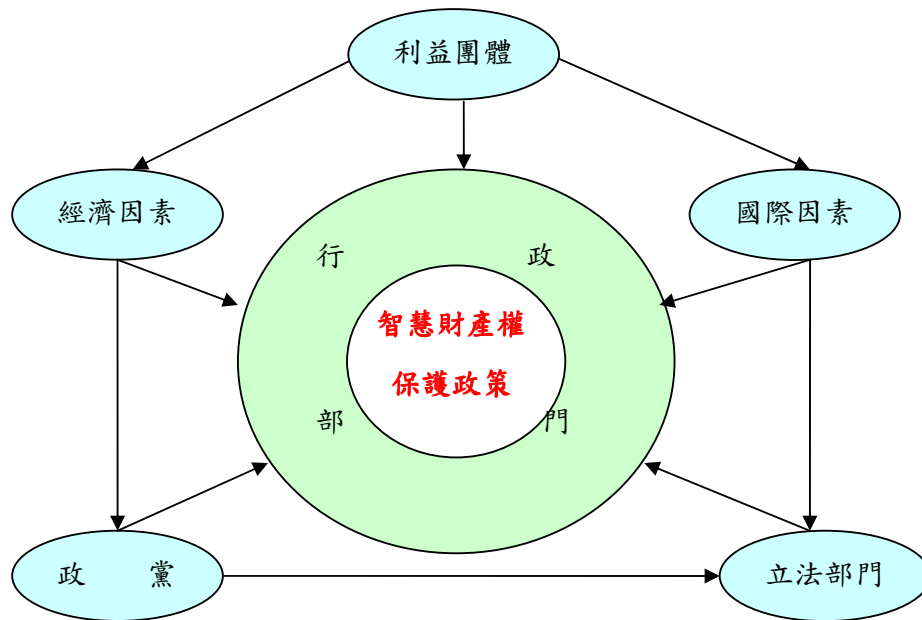 利益團體
經濟因素
國際因素
行 政
智慧財產權
保護政策
部 門
政 黨
立法部門